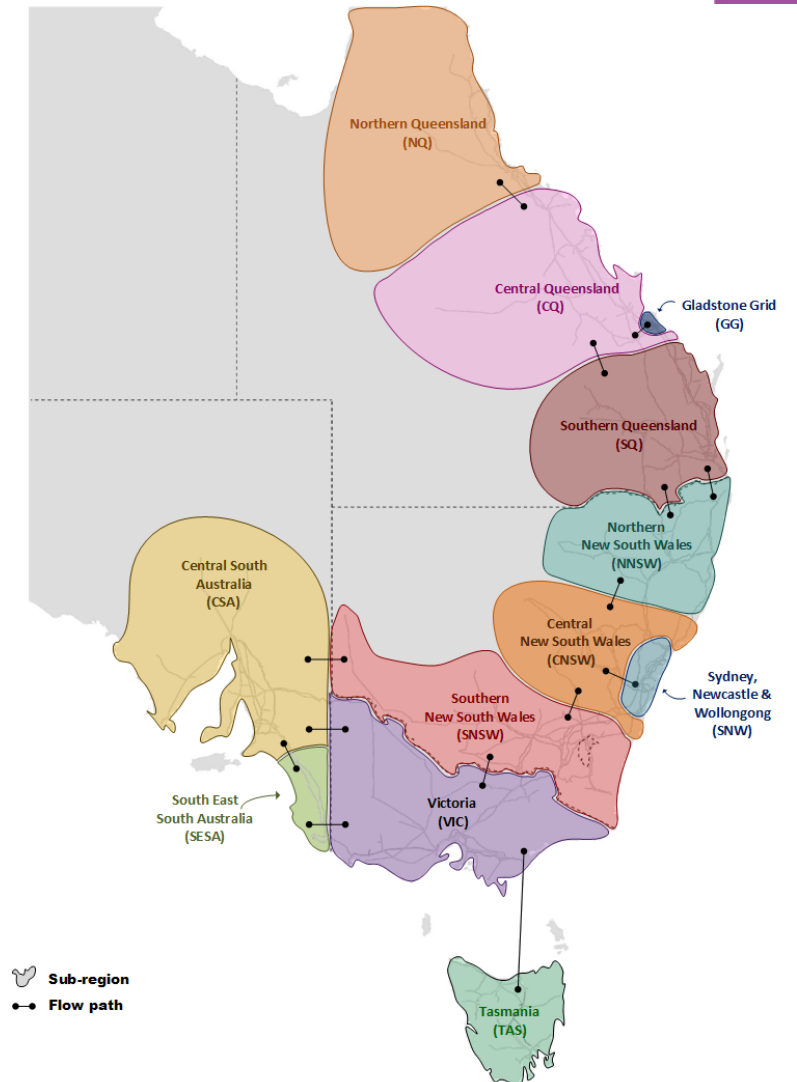 Northern Queensland
(NQ)
Central Queensland
(CQ)
Gladstone Grid
(GG)
Southern Queensland
(SQ)
Northern
New South Wales
(NNSW)
Central South
Australia
(CSA)
Central
New South Wales
(CNSW)
Sydney,
Newcastle &
Wollongong
(SNW)
Southern
New South Wales
(SNSW)
South East
South Australia
(SESA)
Victoria
(VIC)
Sub-region
Flow path
Tasmania
(TAS)